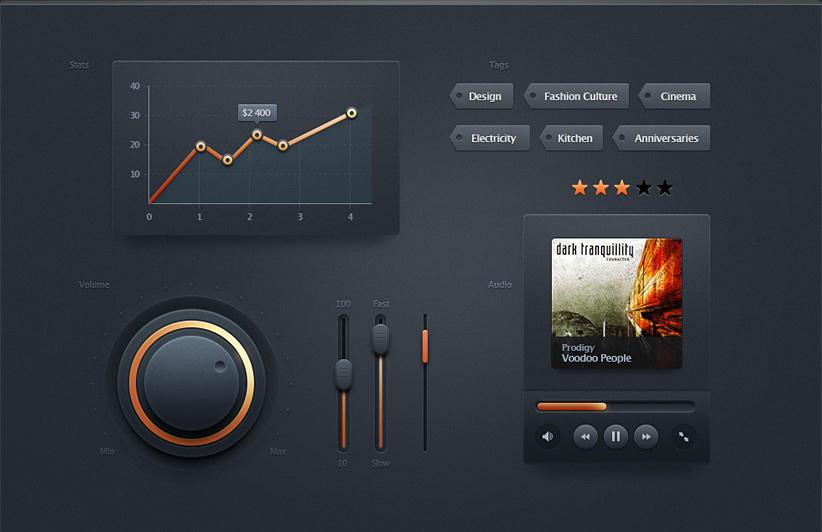 Stats
40
30
20
10
$2 400
0 1 2 3 4
Tags
Design Fashion Culture Cinema
Electricity Kitchen Anniversaries
Volume
Min Max
100 Fast
10 Slow
Audio
dark tranquillity
CHARACTER
Prodigy
Voodoo People